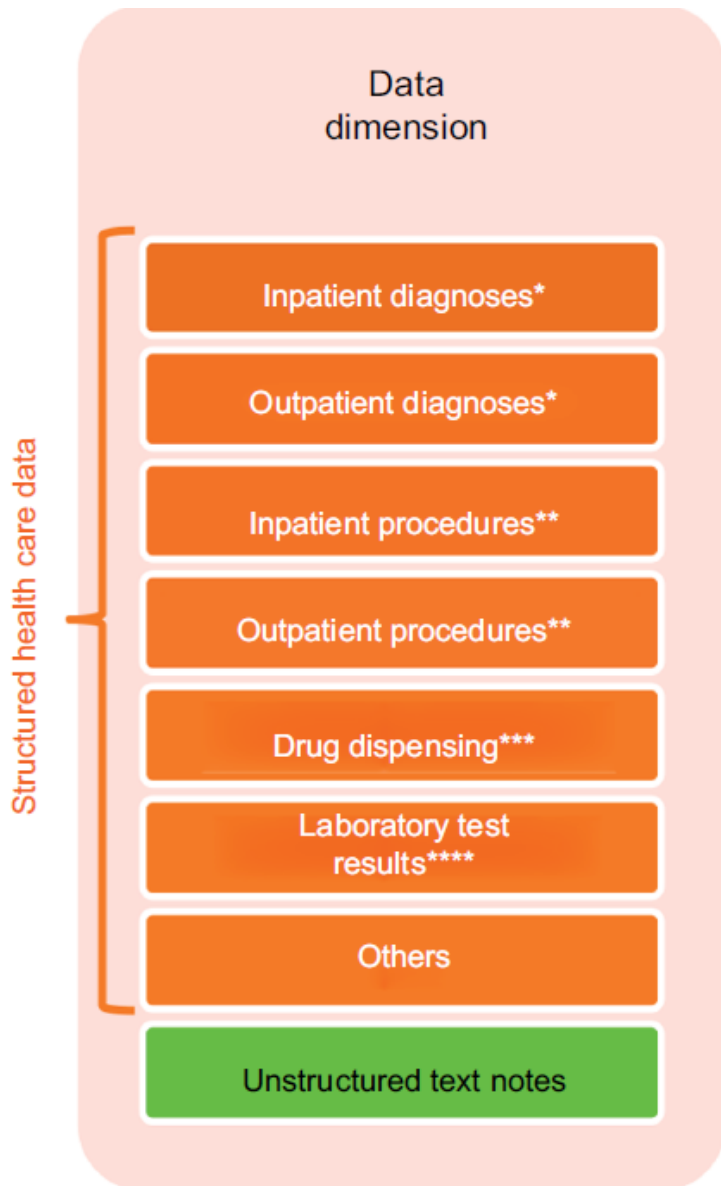 Data
dimension
Structured health care data
Inpatient diagnoses*
Outpatient diagnoses*
Inpatient procedures**
Outpatient procedures**
Drug dispensing***
Laboratory test
results****
Others
Unstructured text notes